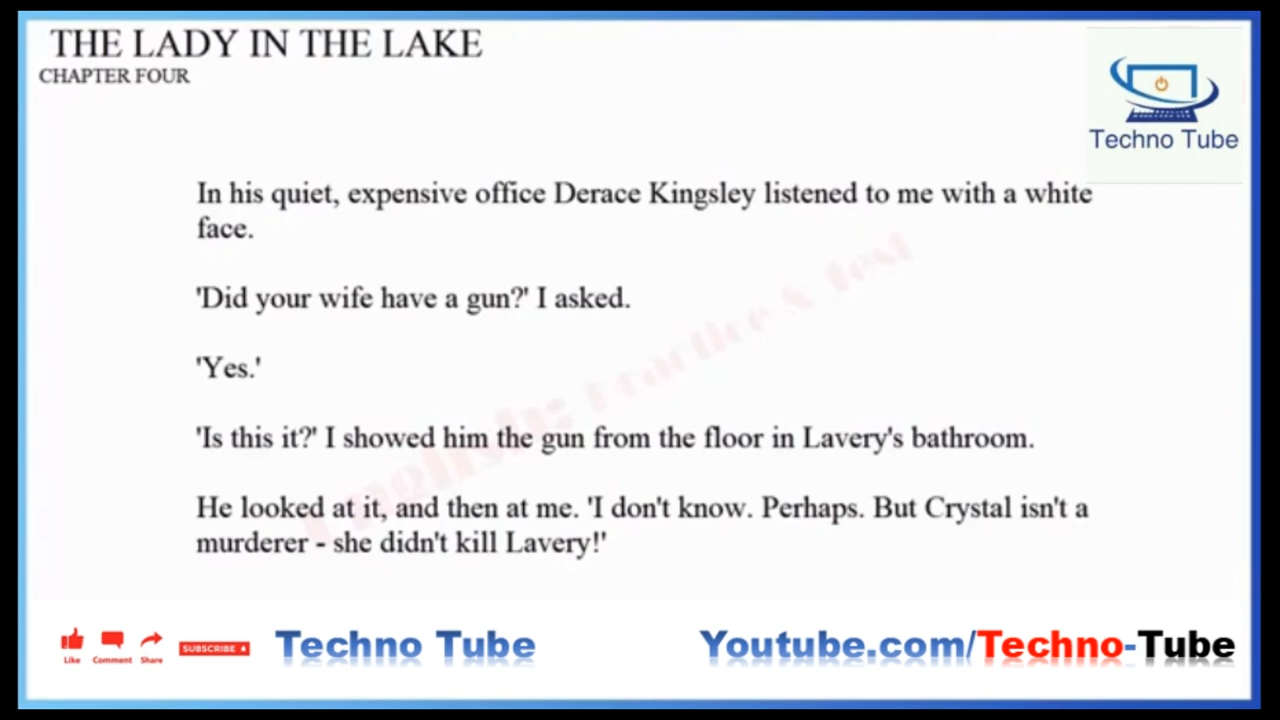 THE LADY IN THE LAKE
CHAPTER FOUR
Techno Tube
In his quiet, expensive office Derace Kingsley listened to me with a white
face.
'Did your wife have a gun?' I asked.
'Yes.'
'Is this it?' I showed him the gun from the floor in Lavery's bathroom.
He looked at it, and then at me. 'I don't know. Perhaps. But Crystal isn't a
murderer - she didn't kill Lavery!'
English: Practice & Test
Like Comment Share SUBSCRIBE Techno Tube Youtube.com/Techno-Tube